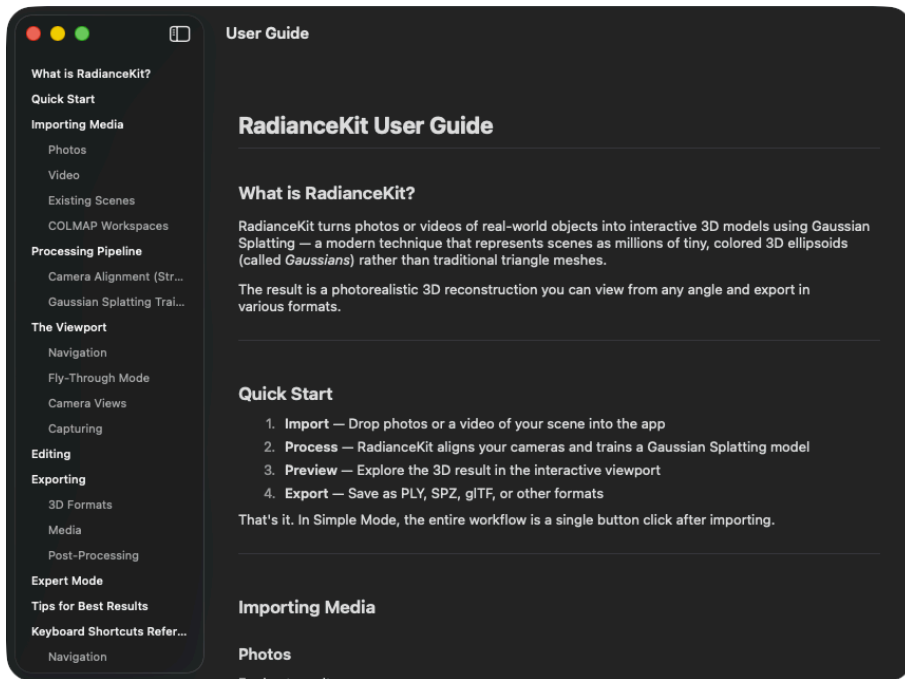 User Guide
What is RadianceKit?
Quick Start
Importing Media
Photos
Video
Existing Scenes
COLMAP Workspaces
Processing Pipeline
Camera Alignment (Str...
Gaussian Splatting Trai...
The Viewport
Navigation
Fly-Through Mode
Camera Views
Capturing
Editing
Exporting
3D Formats
Media
Post-Processing
Expert Mode
Tips for Best Results
Keyboard Shortcuts Refer...
Navigation
RadianceKit User Guide
What is RadianceKit?
RadianceKit turns photos or videos of real-world objects into interactive 3D models using Gaussian
Splatting — a modern technique that represents scenes as millions of tiny, colored 3D ellipsoids
(called Gaussians) rather than traditional triangle meshes.
The result is a photorealistic 3D reconstruction you can view from any angle and export in
various formats.
Quick Start
1. Import — Drop photos or a video of your scene into the app
2. Process — RadianceKit aligns your cameras and trains a Gaussian Splatting model
3. Preview — Explore the 3D result in the interactive viewport
4. Export — Save as PLY, SPZ, glTF, or other formats
That's it. In Simple Mode, the entire workflow is a single button click after importing.
Importing Media
Photos